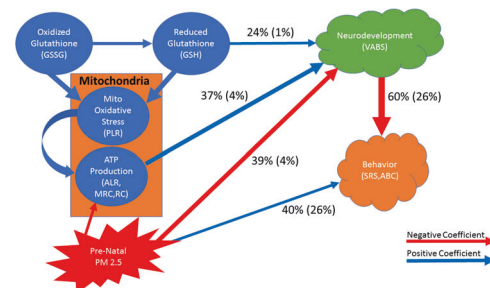 Oxidized
Glutathione
(GSSG)
Reduced
Glutathione
(GSH)
24% (1%)
Neurodevelopment
(VABS)
Mitochondria
Mito
Oxidative
Stress
(PLR)
37% (4%)
60% (26%)
ATP
Production
(ALR,
MRC,RC)
39% (4%)
Behavior
(SRS,ABC)
40% (26%)
Pre-Natal
PM 2.5
Negative Coefficient
Positive Coefficient